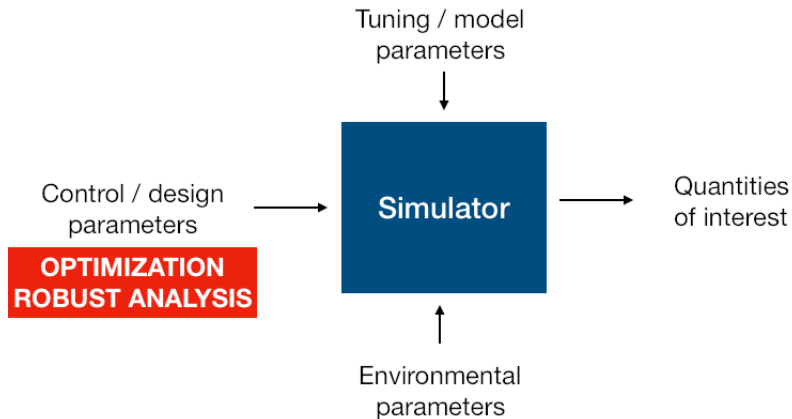 Tuning / model
parameters
Control / design
parameters
OPTIMIZATION
ROBUST ANALYSIS
Simulator
Quantities
of interest
Environmental
parameters